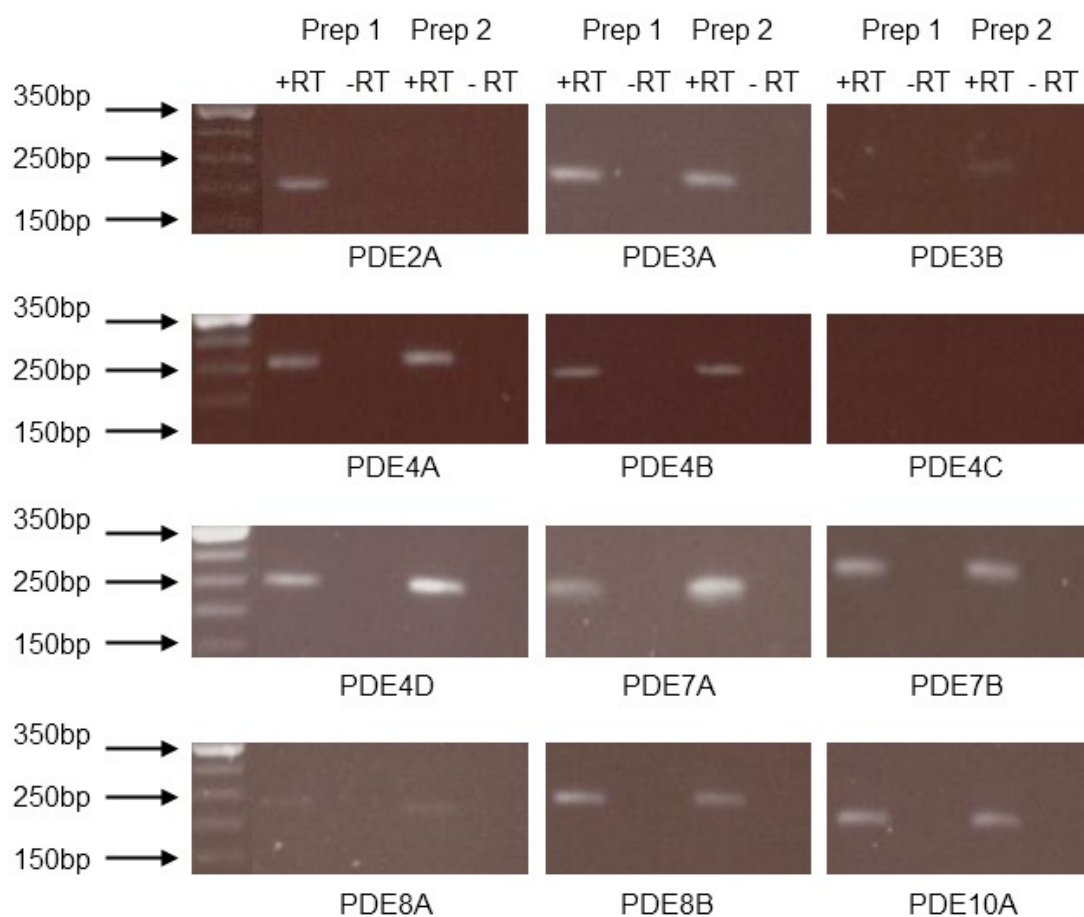 Prep 1 Prep 2 Prep 1 Prep 2 Prep 1 Prep 2
+RT -RT +RT - RT +RT -RT +RT - RT +RT -RT +RT - RT
350bp
250bp
150bp
PDE2A PDE3A PDE3B
350bp
250bp
150bp
PDE4A PDE4B PDE4C
350bp
250bp
150bp
PDE4D PDE7A PDE7B
350bp
250bp
150bp
PDE8A PDE8B PDE10A